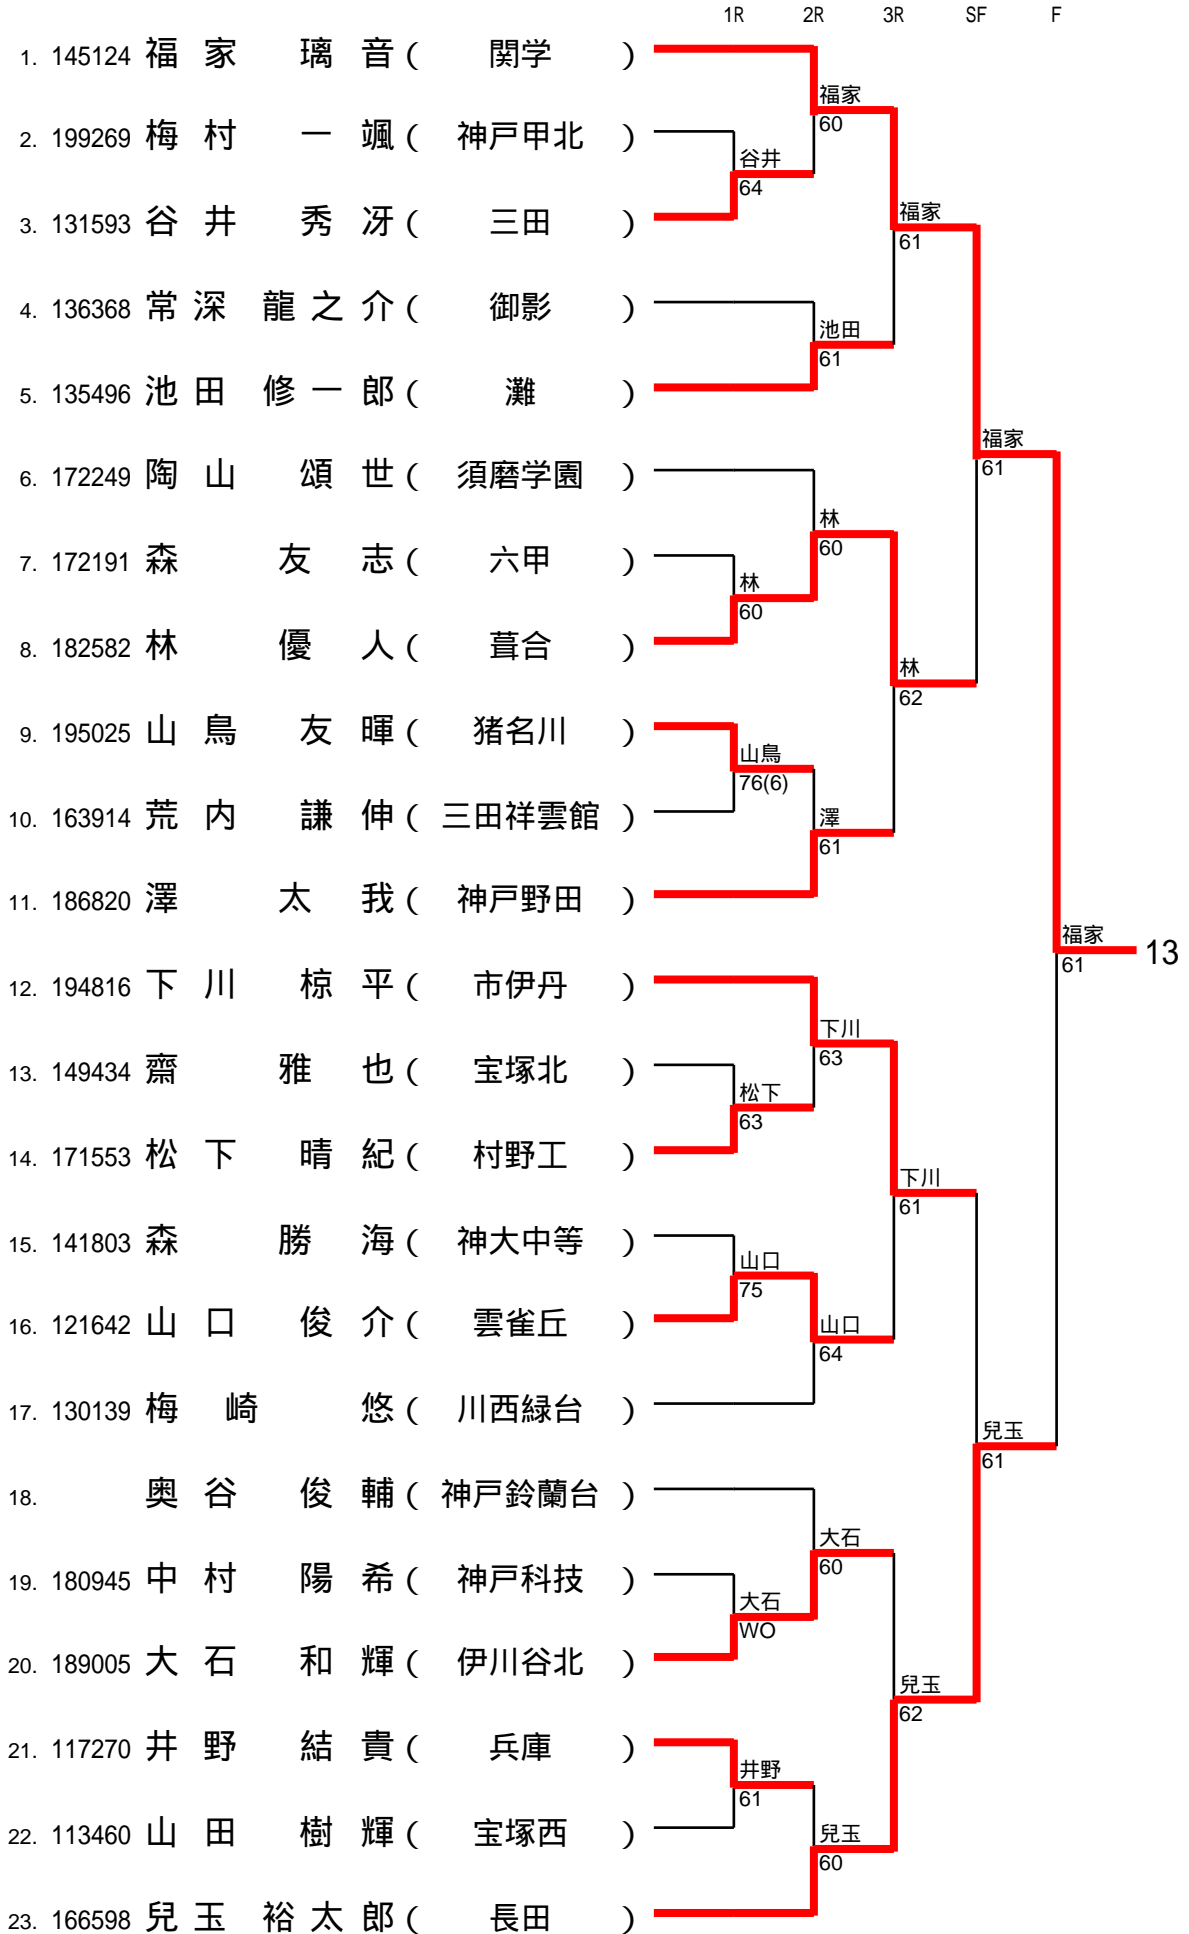 1R 2R 3R SF F
1. 145124 福家 璃音 ( 関学 )
福家
60
2. 199269 梅村 一颯 ( 神戸甲北 )
谷井
64
3. 131593 谷井 秀冴 ( 三田 )
福家
61
4. 136368 常深 龍之介 ( 御影 )
池田
61
5. 135496 池田 修一郎 ( 灘 )
福家
61
6. 172249 陶山 頌世 ( 須磨学園 )
林
60
7. 172191 森 友志 ( 六甲 )
林
60
8. 182582 林 優人 ( 葺合 )
林
62
9. 195025 山鳥 友暉 ( 猪名川 )
山鳥
76(6)
10. 163914 荒内 謙伸 ( 三田祥雲館 )
澤
61
11. 186820 澤 太我 ( 神戸野田 )
福家
61
13
12. 194816 下川 椋平 ( 市伊丹 )
下川
63
13. 149434 齋 雅也 ( 宝塚北 )
松下
63
14. 171553 松下 晴紀 ( 村野工 )
下川
61
15. 141803 森 勝海 ( 神大中等 )
山口
75
16. 121642 山口 俊介 ( 雲雀丘 )
山口
64
17. 130139 梅崎 悠 ( 川西緑台 )
兒玉
61
18. 奥谷 俊輔 ( 神戸鈴蘭台 )
大石
60
19. 180945 中村 陽希 ( 神戸科技 )
大石
WO
20. 189005 大石 和輝 ( 伊川谷北 )
兒玉
62
21. 117270 井野 結貴 ( 兵庫 )
井野
61
22. 113460 山田 樹輝 ( 宝塚西 )
兒玉
60
23. 166598 兒玉 裕太郎 ( 長田 )